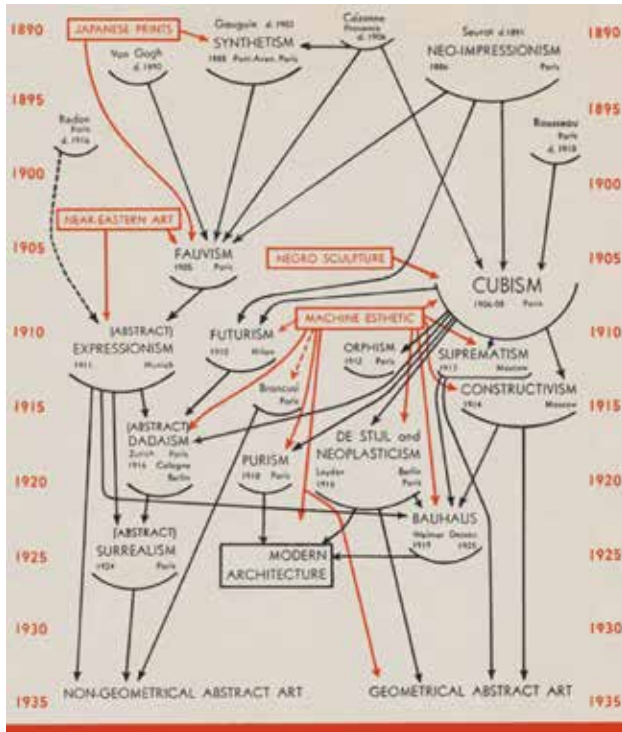 1890
JAPANESE PRINTS
Gauguin d. 1903
SYNTHETISM
1888 Pont-Aven, Paris
Cézanne
Provence
d. 1906
Seurat d. 1891
NEO-IMPRESSIONISM
1886 Paris
1890
Van Gogh
d. 1890
1895
1895
Redon
Paris
d. 1916
Rousseau
Paris
d. 1910
1900
1900
NEAR-EASTERN ART
1905
FAUVISM
1905 Paris
NEGRO SCULPTURE
1905
CUBISM
1906-08 Paris
1910
(ABSTRACT)
EXPRESSIONISM
1911 Munich
FUTURISM
1910 Milan
MACHINE ESTHETIC
ORPHISM
1912 Paris
SUPREMATISM
1913 Moscow
1910
Brancusi
Paris
CONSTRUCTIVISM
1914 Moscow
1915
1915
(ABSTRACT)
DADAISM
Zurich Paris
1916 Cologne
Berlin
PURISM
1918 Paris
DE STIJL and
NEOPLASTICISM
Leyden Berlin
1916 Paris
1920
1920
BAUHAUS
Weimar Dessau
1919 1925
(ABSTRACT)
SURREALISM
1924 Paris
MODERN
ARCHITECTURE
1925
1925
1930
1930
1935
NON-GEOMETRICAL ABSTRACT ART
GEOMETRICAL ABSTRACT ART
1935